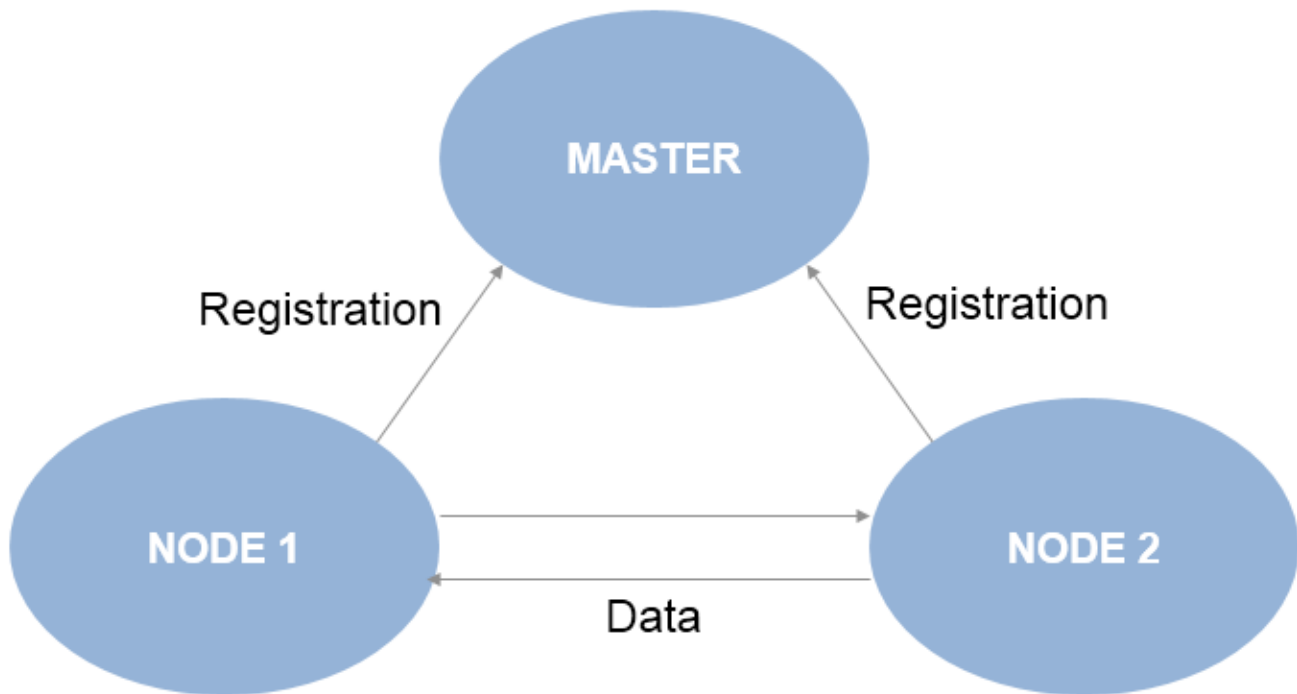 MASTER
Registration
Registration
NODE 1
NODE 2
Data